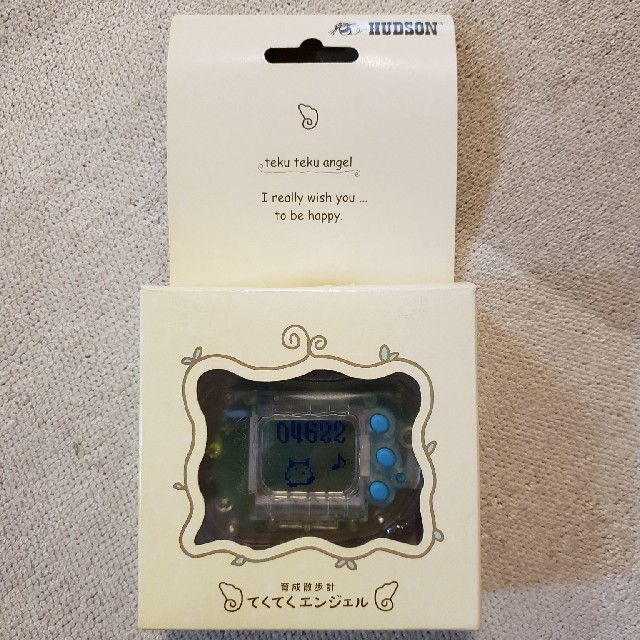 HUDSON
teku teku angel
I really wish you ...
to be happy.
04622
育成散歩計
てくてくエンジェル